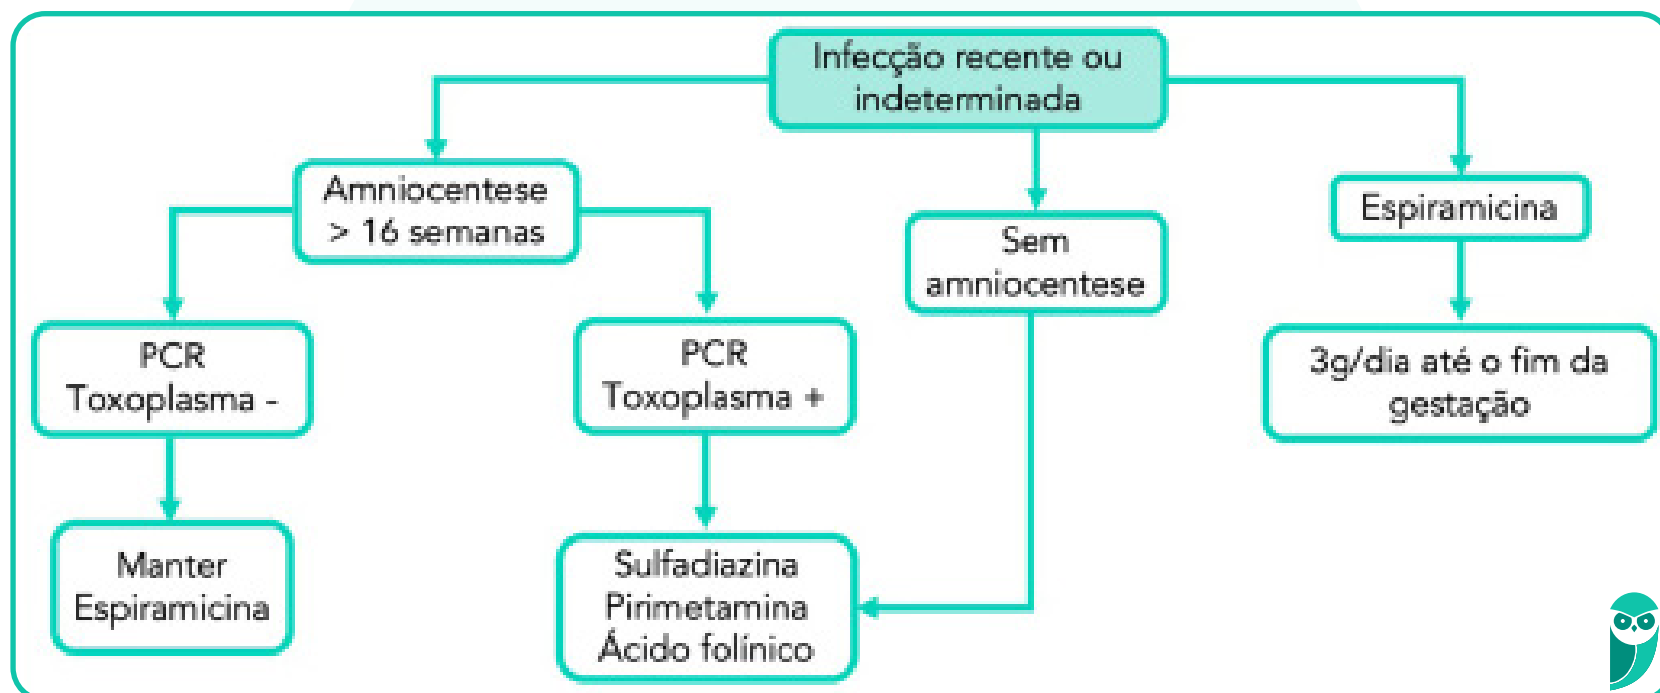 Infecção recente ou
indeterminada
Amniocentese
> 16 semanas
Sem
amniocentese
Espiramicina
PCR
Toxoplasma -
PCR
Toxoplasma +
3g/dia até o fim da
gestação
Manter
Espiramicina
Sulfadiazina
Pirimetamina
Ácido folínico